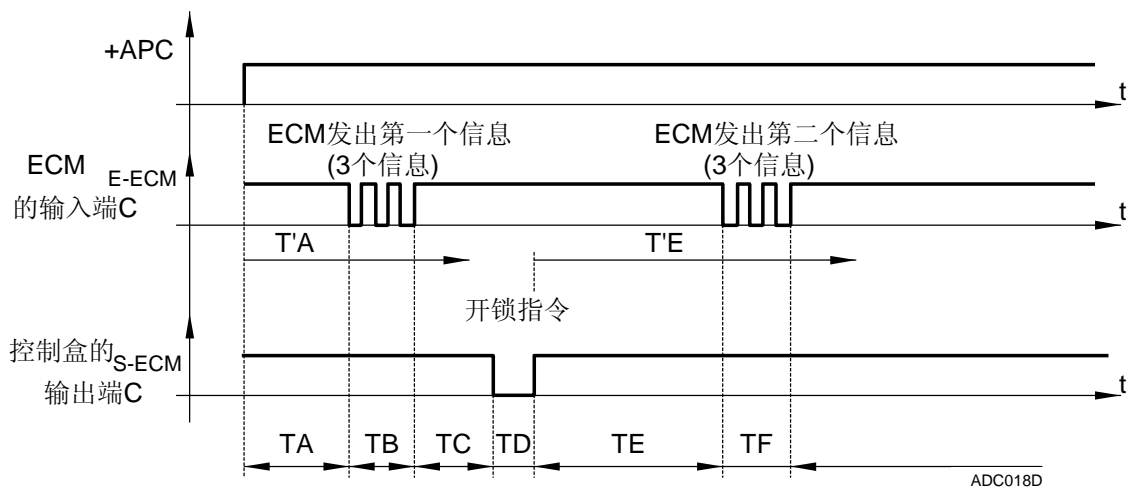 +APC
t
ECM发出第一个信息
(3个信息)
ECM发出第二个信息
(3个信息)
ECM E-ECM
的输入端C
t
T'A
T'E
开锁指令
控制盒的 S-ECM
输出端C
t
TA TB TC TD TE TF
ADC018D